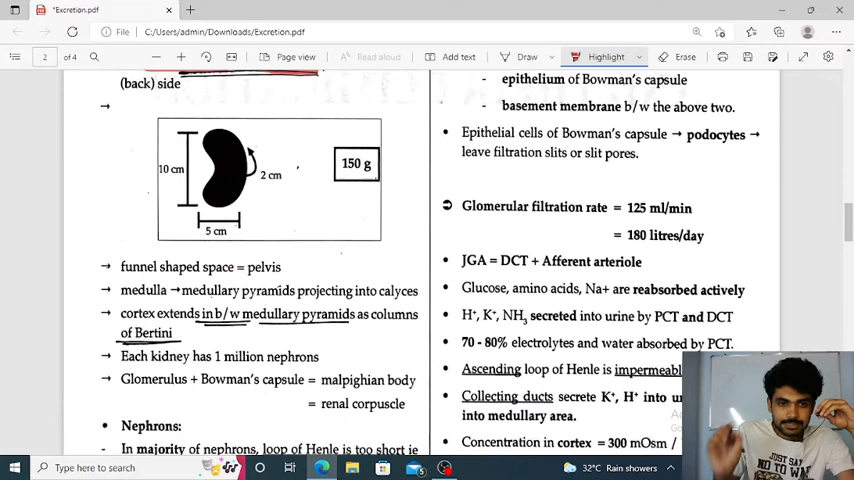 *Excretion.pdf
File
C:/Users/admin/Downloads/Excretion.pdf
2
of 4
Page view
Read aloud
Add text
Draw
Highlight
Erase
(back) side
10 cm
2 cm
150 g
5 cm
→ funnel shaped space = pelvis
→ medulla →medullary pyramids projecting into calyces
→ cortex extends in b/w medullary pyramids as columns
of Bertini
→ Each kidney has 1 million nephrons
→ Glomerulus + Bowman's capsule = malpighian body
= renal corpuscle
• Nephrons:
- In majority of nephrons, loop of Henle is too short ie
- epithelium of Bowman's capsule
- basement membrane b/w the above two.
• Epithelial cells of Bowman's capsule → podocytes →
leave filtration slits or slit pores.
➲ Glomerular filtration rate = 125 ml/min
= 180 litres/day
• JGA = DCT + Afferent arteriole
• Glucose, amino acids, Na+ are reabsorbed actively
• H⁺, K⁺, NH₃ secreted into urine by PCT and DCT
• 70 - 80% electrolytes and water absorbed by PCT.
• Ascending loop of Henle is impermeabl
• Collecting ducts secrete K⁺, H⁺ into u
into medullary area.
• Concentration in cortex = 300 mOsm /
JUST SAY
NO TO WAR
Type here to search
32°C Rain showers